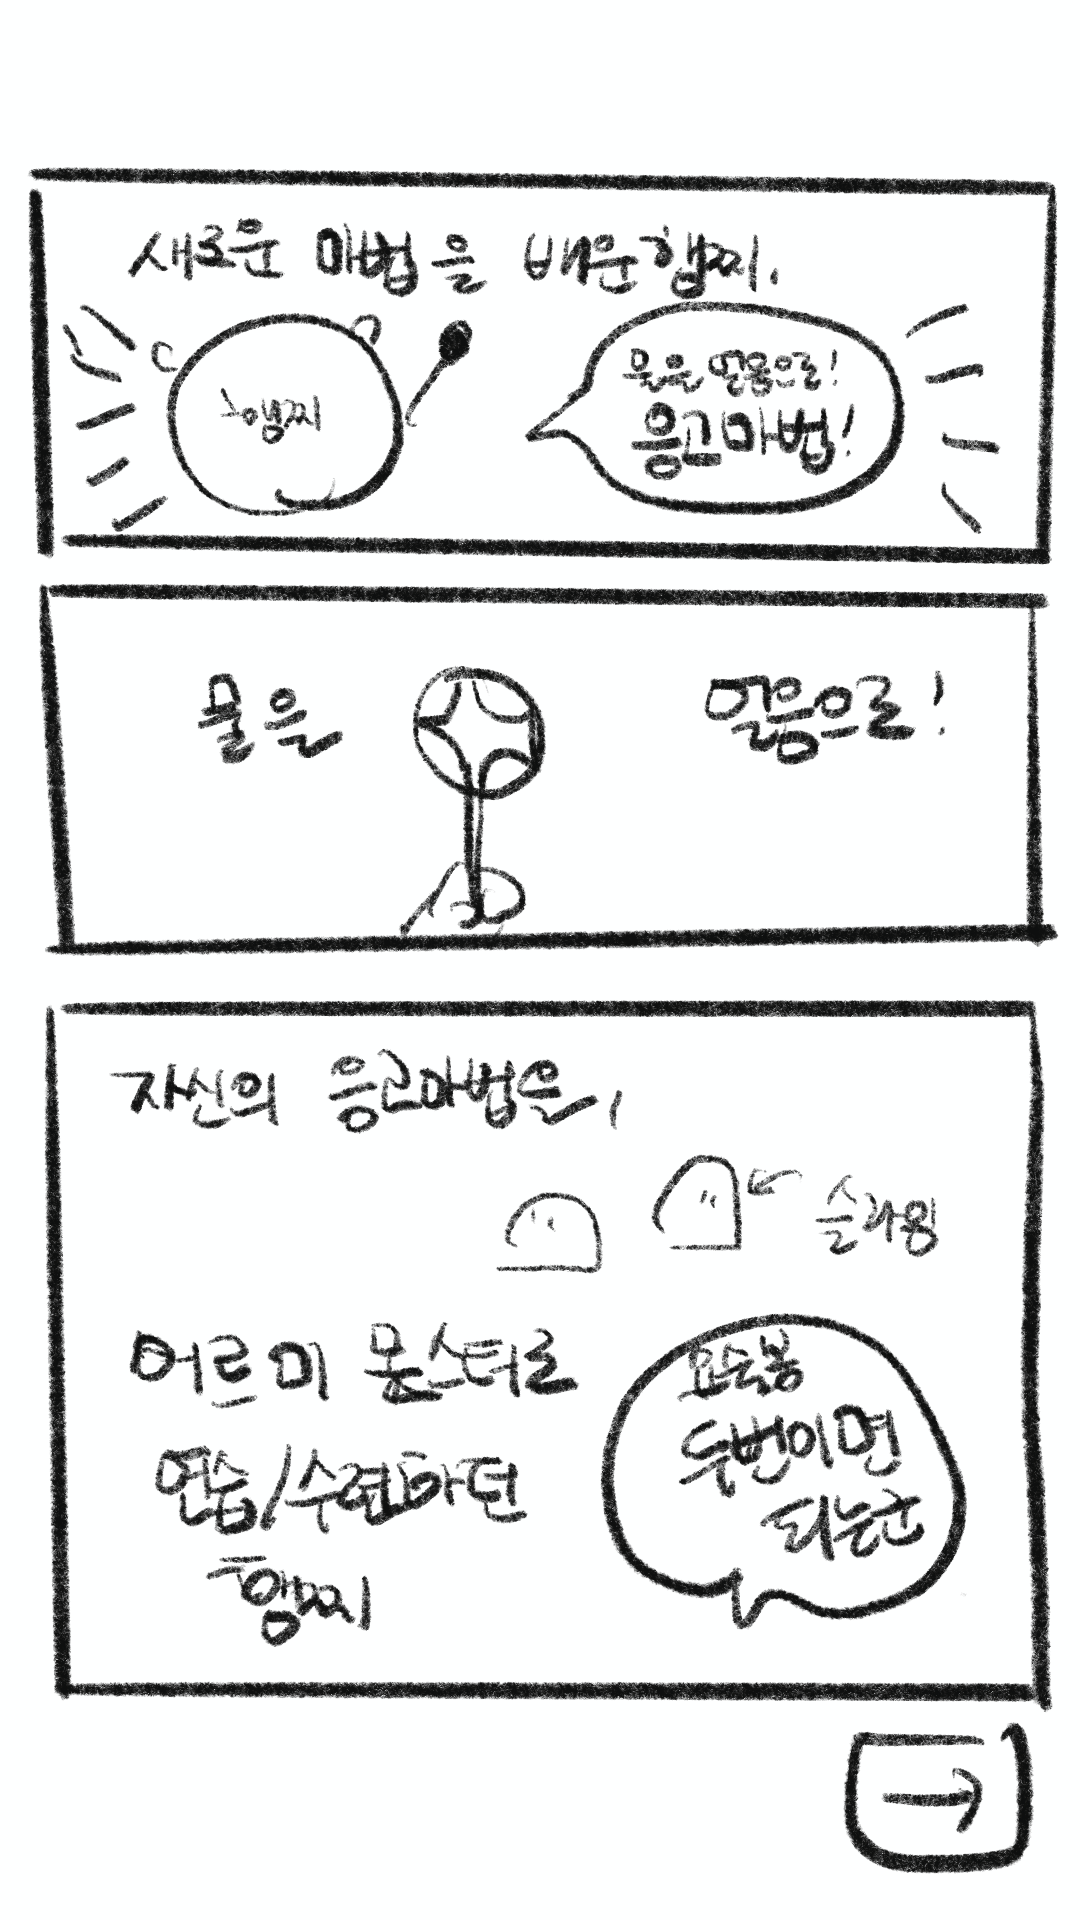 새로운 마법을 배운 햄찌.
햄찌
물을 얼음으로!
응고마법!
물을
얼음으로!
자신의 응고마법은,
슬라임
어르미 몬스터로
연습/수련하던
햄찌
요술봉
두번이면
되는군